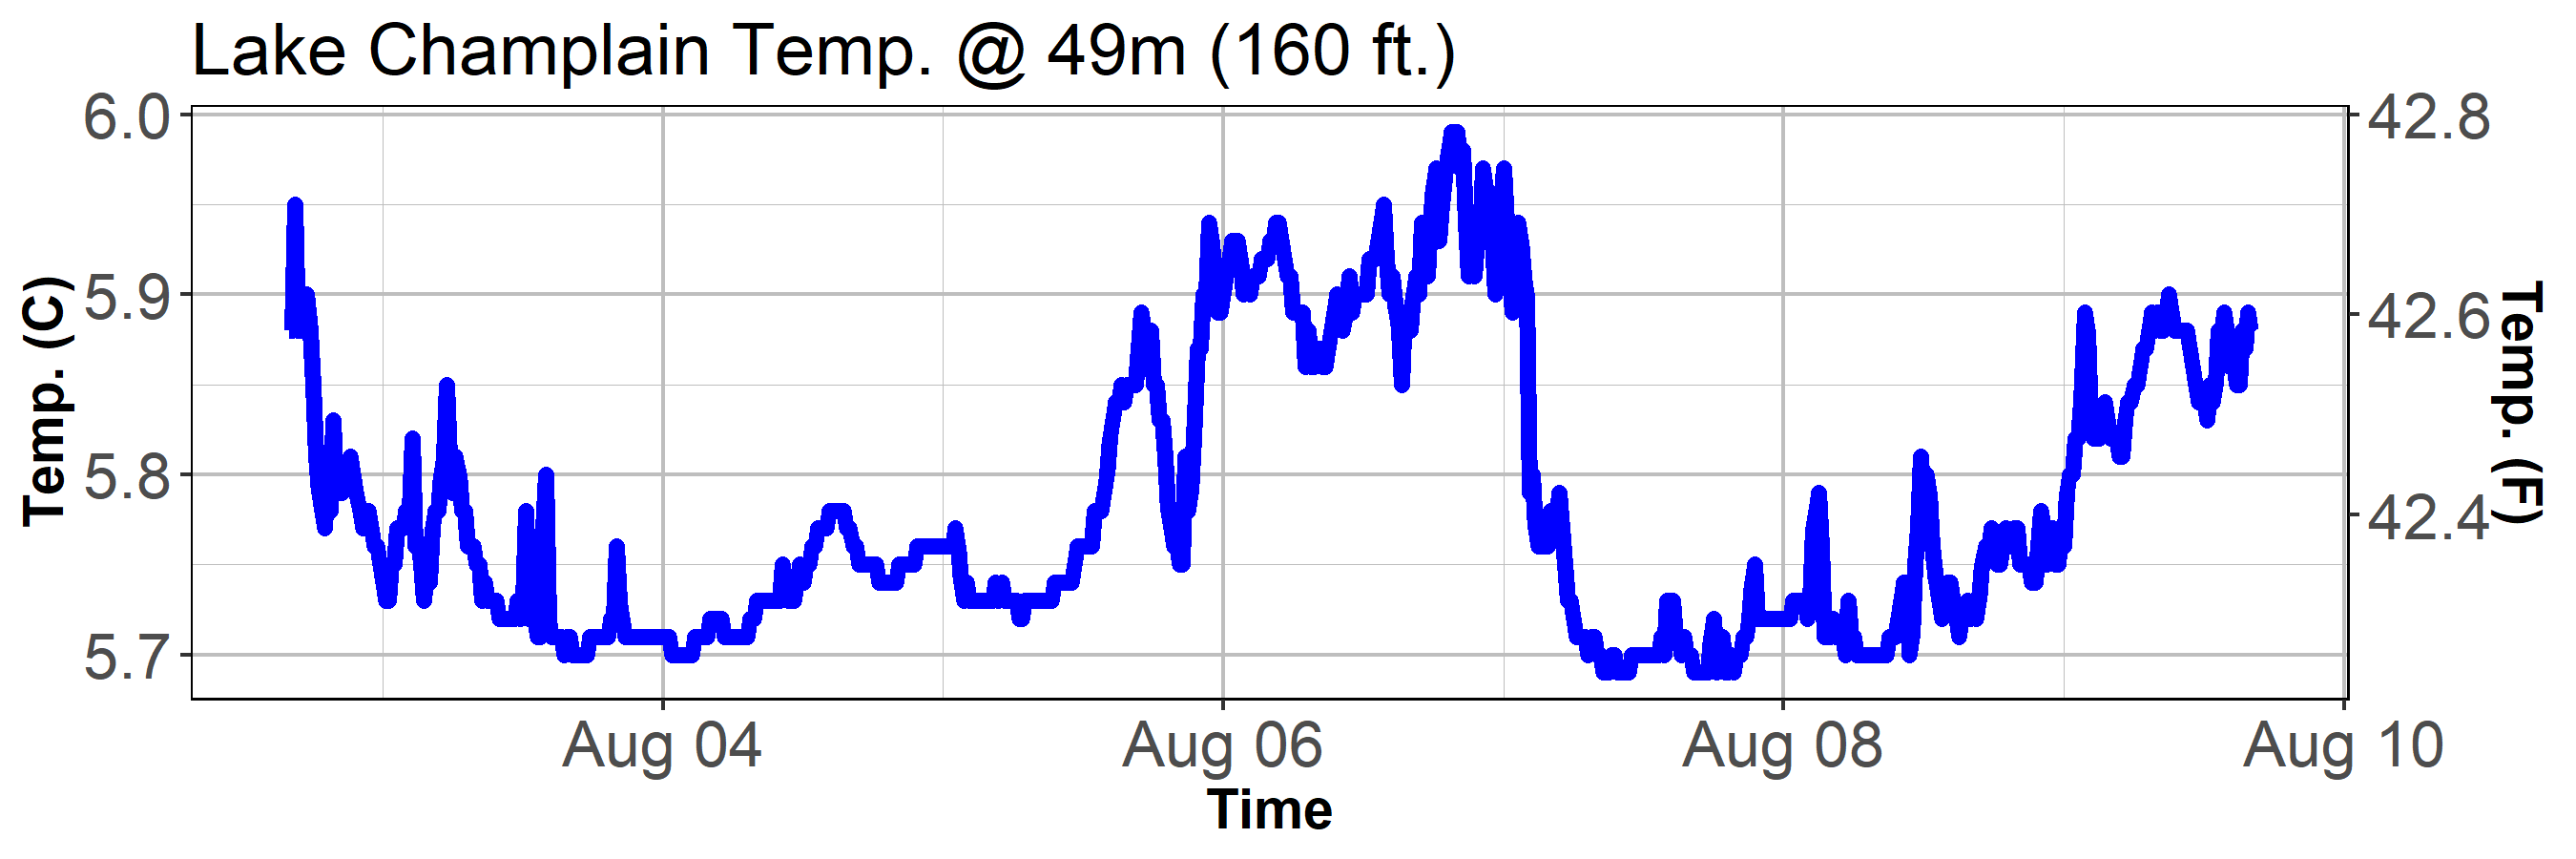 Lake Champlain Temp. @ 49m (160 ft.)
6.0
5.9
5.8
5.7
Temp. (C)
42.8
42.6
42.4
Temp. (F)
Aug 04
Aug 06
Aug 08
Aug 10
Time